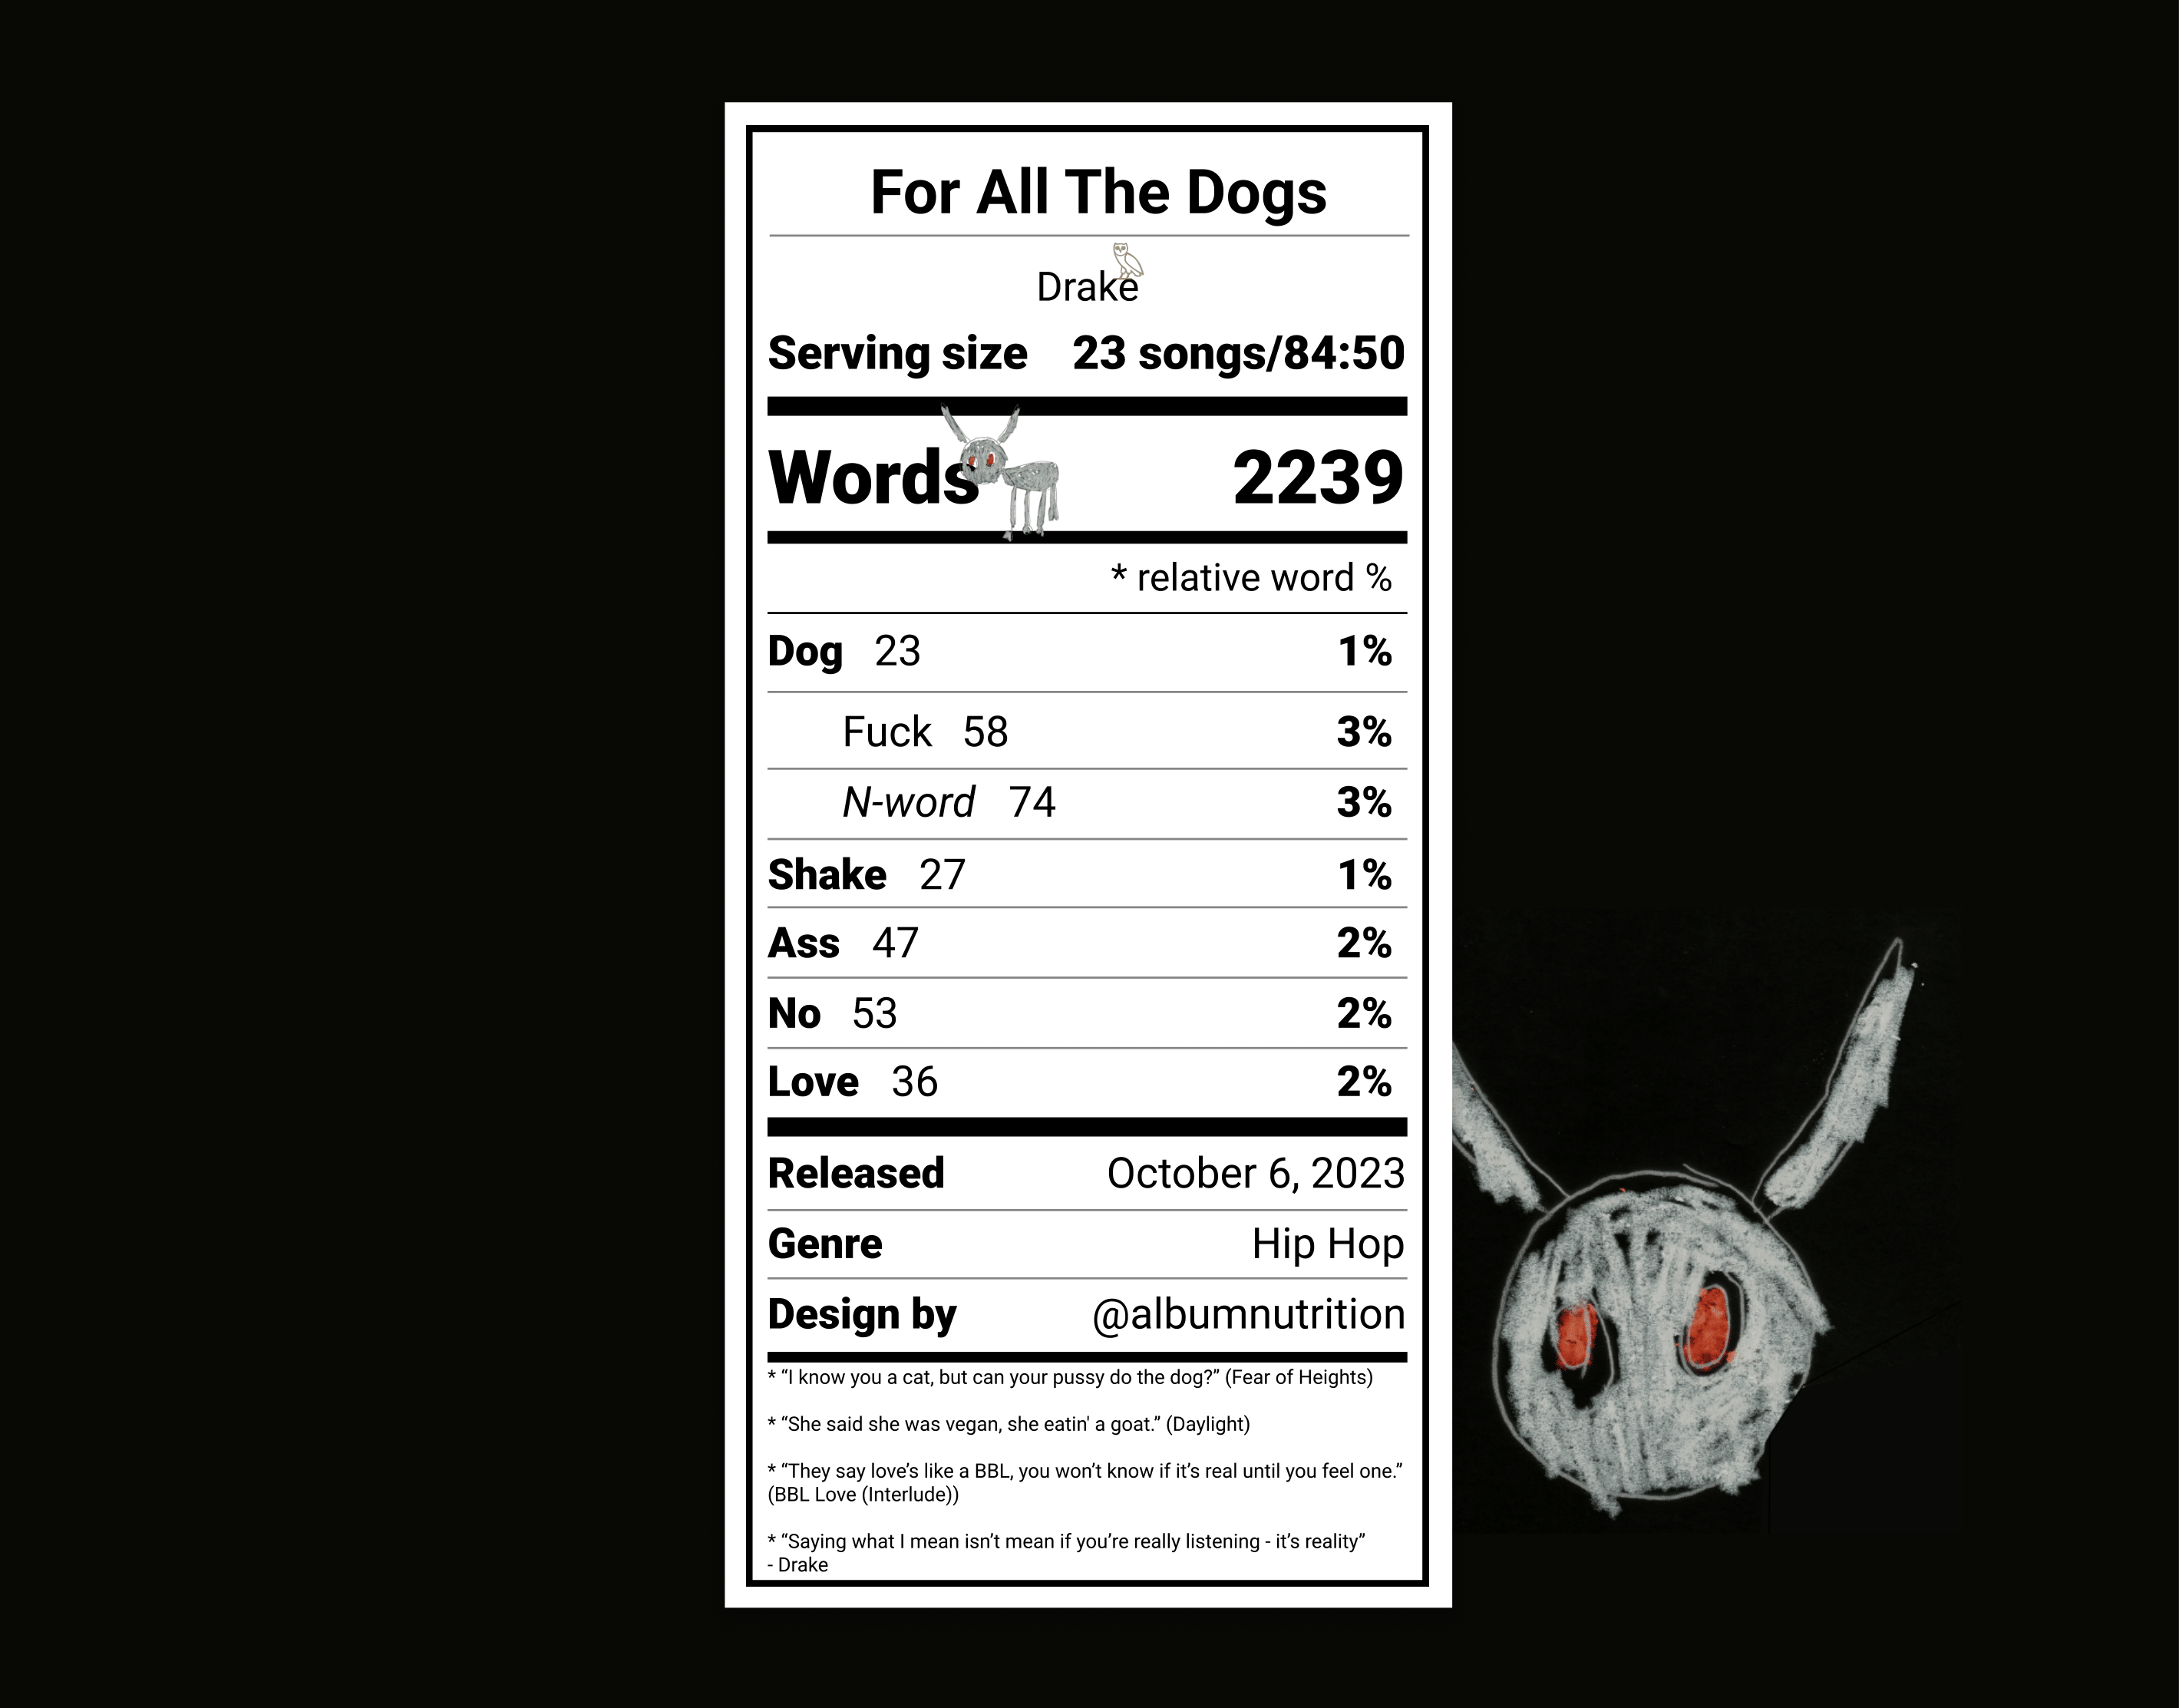 For All The Dogs
Drake
Serving size 23 songs/84:50
Words 2239
* relative word %
Dog 23 1%
Fuck 58 3%
N-word 74 3%
Shake 27 1%
Ass 47 2%
No 53 2%
Love 36 2%
Released October 6, 2023
Genre Hip Hop
Design by @albumnutrition
* “I know you a cat, but can your pussy do the dog?” (Fear of Heights)
* “She said she was vegan, she eatin' a goat.” (Daylight)
* “They say love’s like a BBL, you won’t know if it’s real until you feel one.”
(BBL Love (Interlude))
* “Saying what I mean isn’t mean if you’re really listening - it’s reality”
- Drake